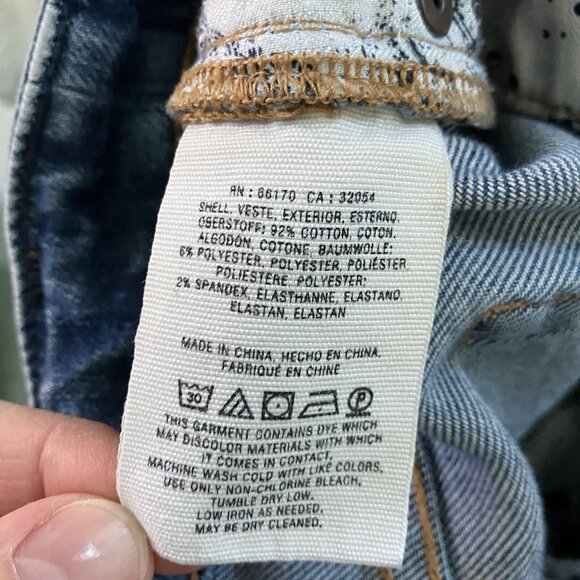 RN : 66170 CA : 32054
SHELL, VESTE, EXTERIOR, ESTERNO,
OBERSTOFF: 92% COTTON, COTON,
ALGODÓN, COTONE, BAUMWOLLE;
6% POLYESTER, POLYESTER, POLIÉSTER,
POLIESTERE, POLYESTER;
2% SPANDEX, ELASTHANNE, ELASTANO,
ELASTAN, ELASTAN
MADE IN CHINA, HECHO EN CHINA,
FABRIQUÉ EN CHINE
30 P
THIS GARMENT CONTAINS DYE WHICH
MAY DISCOLOR MATERIALS WITH WHICH
IT COMES IN CONTACT.
MACHINE WASH COLD WITH LIKE COLORS,
USE ONLY NON-CHLORINE BLEACH,
TUMBLE DRY LOW.
LOW IRON AS NEEDED.
MAY BE DRY CLEANED.